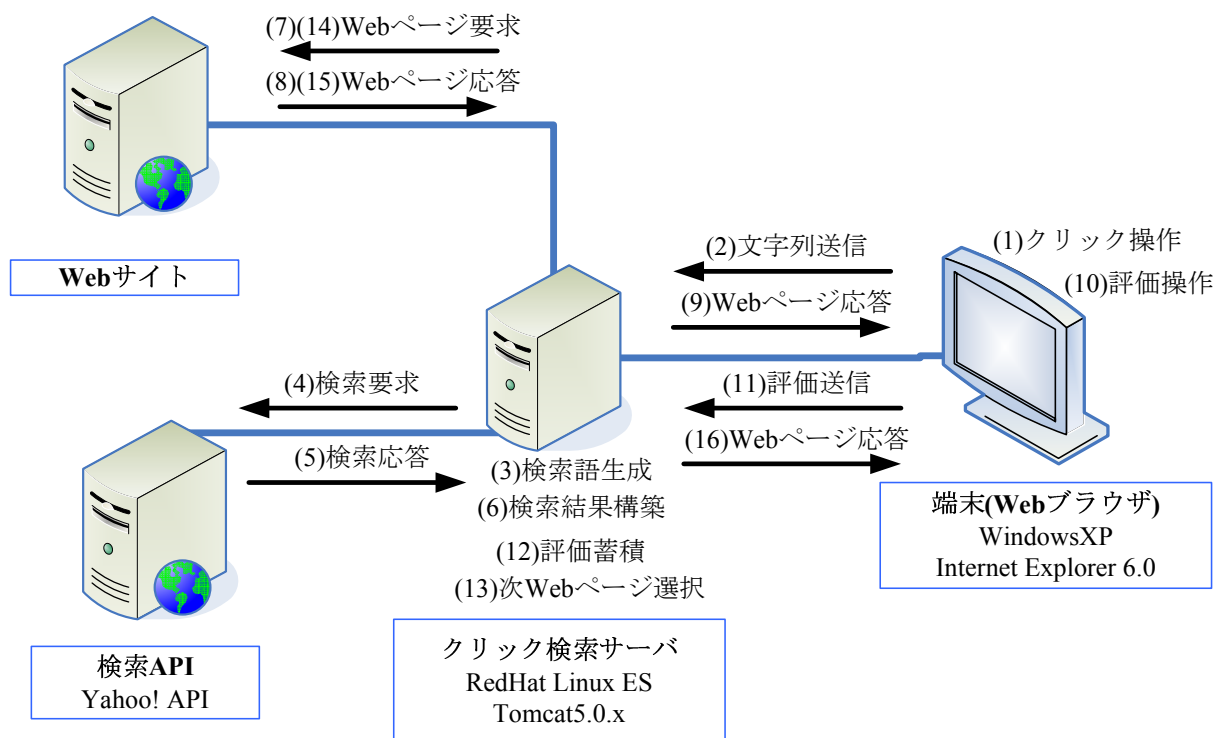 (7)(14)Webページ要求
(8)(15)Webページ応答
Webサイト
(2)文字列送信
(9)Webページ応答
(1)クリック操作
(10)評価操作
(4)検索要求
(5)検索応答
(11)評価送信
(16)Webページ応答
(3)検索語生成
(6)検索結果構築
(12)評価蓄積
(13)次Webページ選択
端末(Webブラウザ)
WindowsXP
Internet Explorer 6.0
検索API
Yahoo! API
クリック検索サーバ
RedHat Linux ES
Tomcat5.0.x